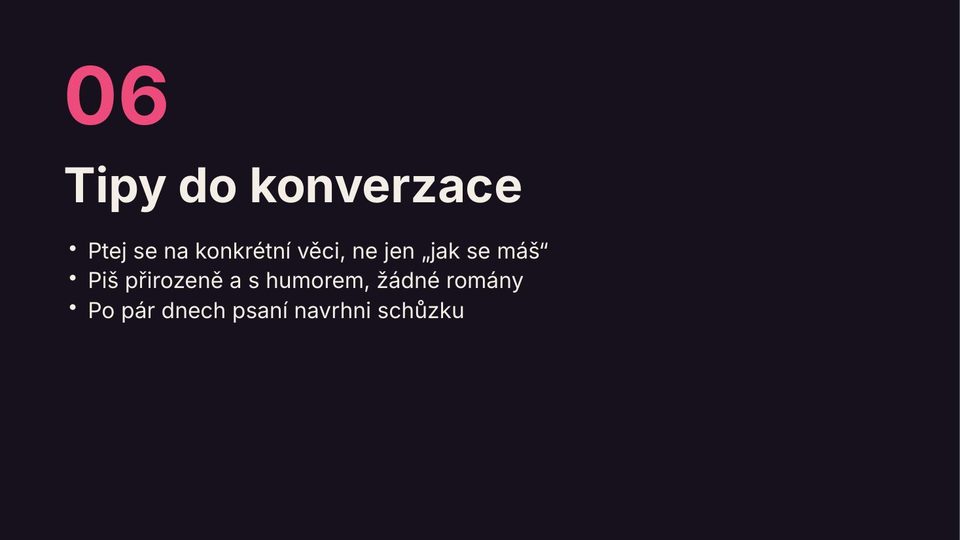 06
Tipy do konverzace
• Ptej se na konkrétní věci, ne jen „jak se máš“
• Piš přirozeně a s humorem, žádné romány
• Po pár dnech psaní navrhni schůzku